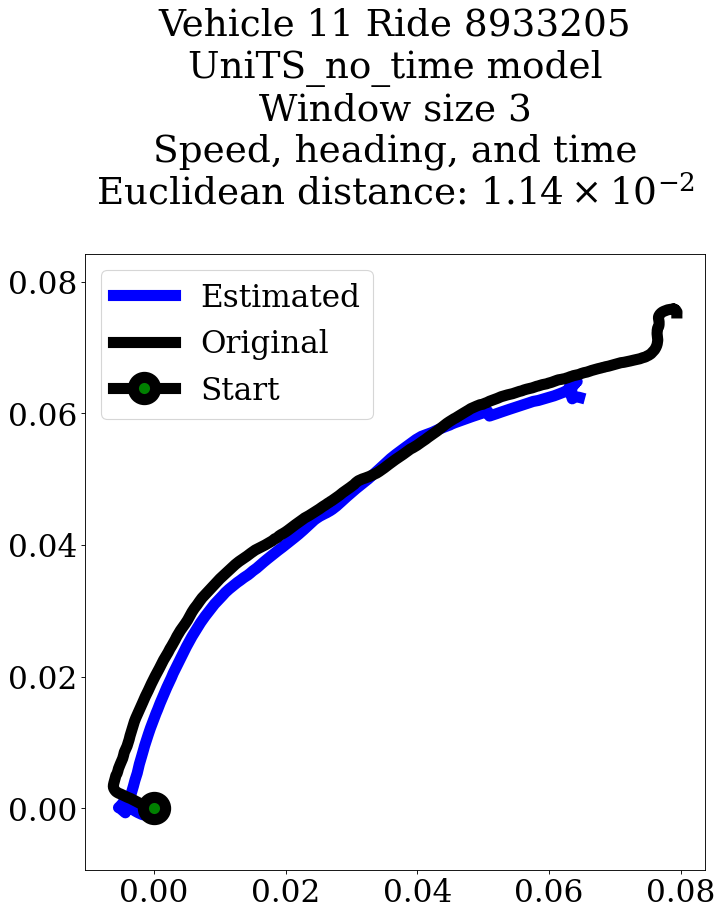 Vehicle 11 Ride 8933205
UniTS_no_time model
Window size 3
Speed, heading, and time
Euclidean distance: 1.14 × 10⁻²
0.08
0.06
0.04
0.02
0.00
Estimated
Original
Start
0.00 0.02 0.04 0.06 0.08